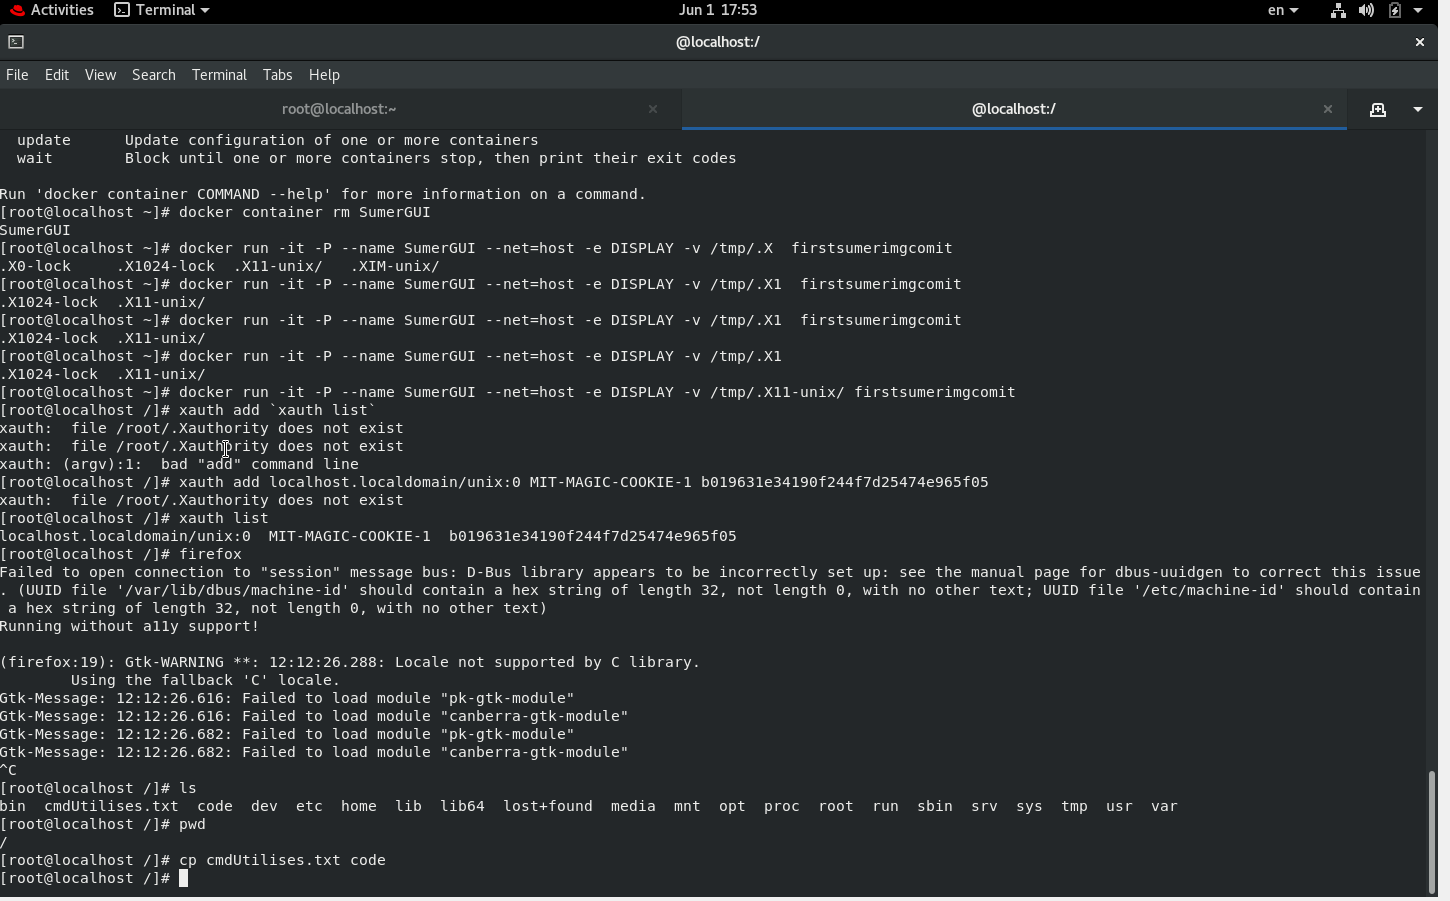 Activities Terminal Jun 1 17:53 en
@localhost:/
File Edit View Search Terminal Tabs Help
root@localhost:~ @localhost:/
  update      Update configuration of one or more containers
  wait        Block until one or more containers stop, then print their exit codes
Run 'docker container COMMAND --help' for more information on a command.
[root@localhost ~]# docker container rm SumerGUI
SumerGUI
[root@localhost ~]# docker run -it -P --name SumerGUI --net=host -e DISPLAY -v /tmp/.X  firstsumerimgcomit
.X0-lock     .X1024-lock  .X11-unix/   .XIM-unix/
[root@localhost ~]# docker run -it -P --name SumerGUI --net=host -e DISPLAY -v /tmp/.X1  firstsumerimgcomit
.X1024-lock  .X11-unix/
[root@localhost ~]# docker run -it -P --name SumerGUI --net=host -e DISPLAY -v /tmp/.X1  firstsumerimgcomit
.X1024-lock  .X11-unix/
[root@localhost ~]# docker run -it -P --name SumerGUI --net=host -e DISPLAY -v /tmp/.X1
.X1024-lock  .X11-unix/
[root@localhost ~]# docker run -it -P --name SumerGUI --net=host -e DISPLAY -v /tmp/.X11-unix/ firstsumerimgcomit
[root@localhost /]# xauth add `xauth list`
xauth:  file /root/.Xauthority does not exist
xauth:  file /root/.Xauthority does not exist
xauth: (argv):1:  bad "add" command line
[root@localhost /]# xauth add localhost.localdomain/unix:0 MIT-MAGIC-COOKIE-1 b019631e34190f244f7d25474e965f05
xauth:  file /root/.Xauthority does not exist
[root@localhost /]# xauth list
localhost.localdomain/unix:0  MIT-MAGIC-COOKIE-1  b019631e34190f244f7d25474e965f05
[root@localhost /]# firefox
Failed to open connection to "session" message bus: D-Bus library appears to be incorrectly set up: see the manual page for dbus-uuidgen to correct this issue
. (UUID file '/var/lib/dbus/machine-id' should contain a hex string of length 32, not length 0, with no other text; UUID file '/etc/machine-id' should contain
 a hex string of length 32, not length 0, with no other text)
Running without a11y support!
(firefox:19): Gtk-WARNING **: 12:12:26.288: Locale not supported by C library.
        Using the fallback 'C' locale.
Gtk-Message: 12:12:26.616: Failed to load module "pk-gtk-module"
Gtk-Message: 12:12:26.616: Failed to load module "canberra-gtk-module"
Gtk-Message: 12:12:26.682: Failed to load module "pk-gtk-module"
Gtk-Message: 12:12:26.682: Failed to load module "canberra-gtk-module"
^C
[root@localhost /]# ls
bin  cmdUtilises.txt  code  dev  etc  home  lib  lib64  lost+found  media  mnt  opt  proc  root  run  sbin  srv  sys  tmp  usr  var
[root@localhost /]# pwd
/
[root@localhost /]# cp cmdUtilises.txt code
[root@localhost /]#